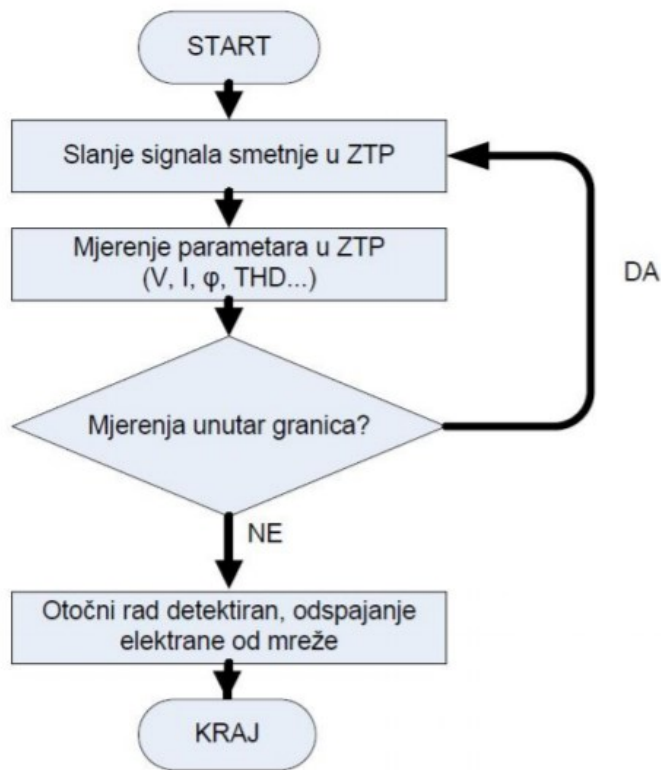 START
Slanje signala smetnje u ZTP
Mjerenje parametara u ZTP
(V, I, φ, THD...)
DA
Mjerenja unutar granica?
NE
Otočni rad detektiran, odspajanje
elektrane od mreže
KRAJ